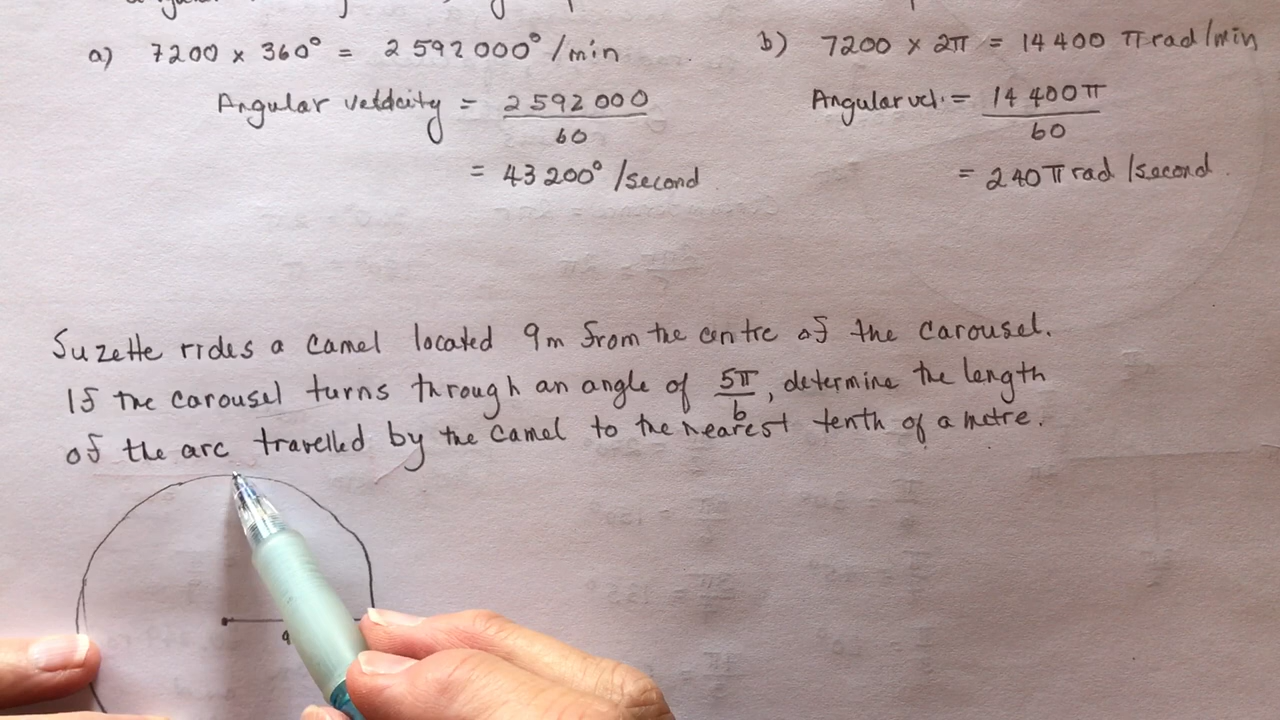 a) 7200 x 360° = 2 592 000° /min
Angular velocity = 2 592 000
60
= 43 200° /second
b) 7200 x 2π = 14 400 π rad/min
Angular vel. = 14 400π
60
= 240π rad /second.
Suzette rides a camel located 9m from the centre of the carousel.
If the carousel turns through an angle of 5π/6, determine the length
of the arc travelled by the camel to the nearest tenth of a metre.
9